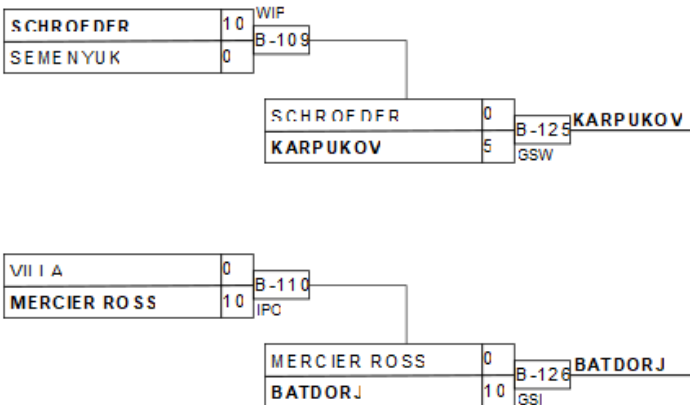 SCHROEDER 10 WIF
B-109
SEMENYUK 0
SCHROEDER 0
B-125 KARPUKOV
KARPUKOV 5 GSW
VILLA 0
B-110
MERCIER ROSS 10 IPO
MERCIER ROSS 0
B-126 BATDORJ
BATDORJ 10 GSI